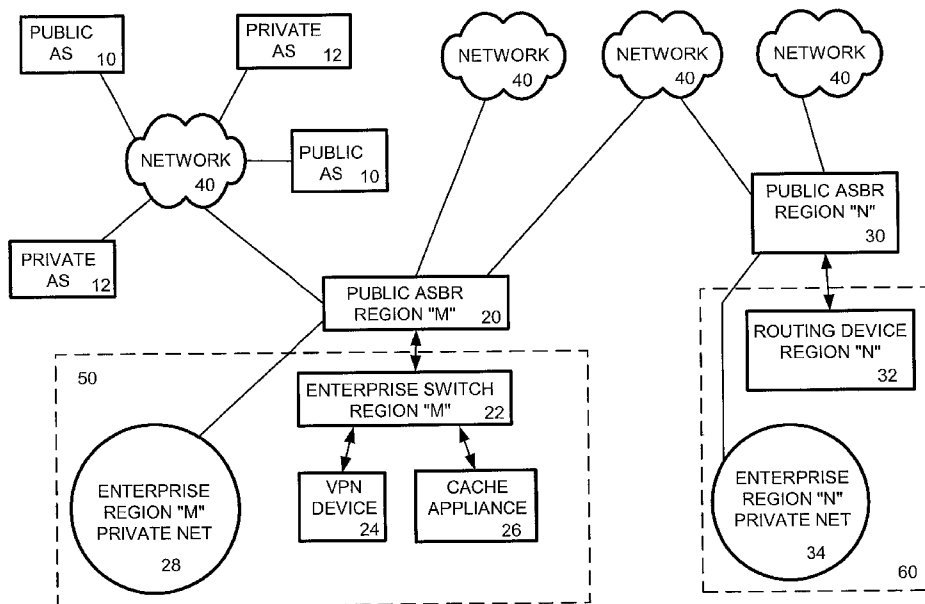 PUBLIC
AS
10
PRIVATE
AS
12
NETWORK
40
NETWORK
40
NETWORK
40
NETWORK
40
PUBLIC
AS
10
PRIVATE
AS
12
PUBLIC ASBR
REGION "M"
20
PUBLIC ASBR
REGION "N"
30
50
ENTERPRISE SWITCH
REGION "M"
22
VPN
DEVICE
24
CACHE
APPLIANCE
26
ENTERPRISE
REGION "M"
PRIVATE NET
28
ROUTING DEVICE
REGION "N"
32
ENTERPRISE
REGION "N"
PRIVATE NET
34
60